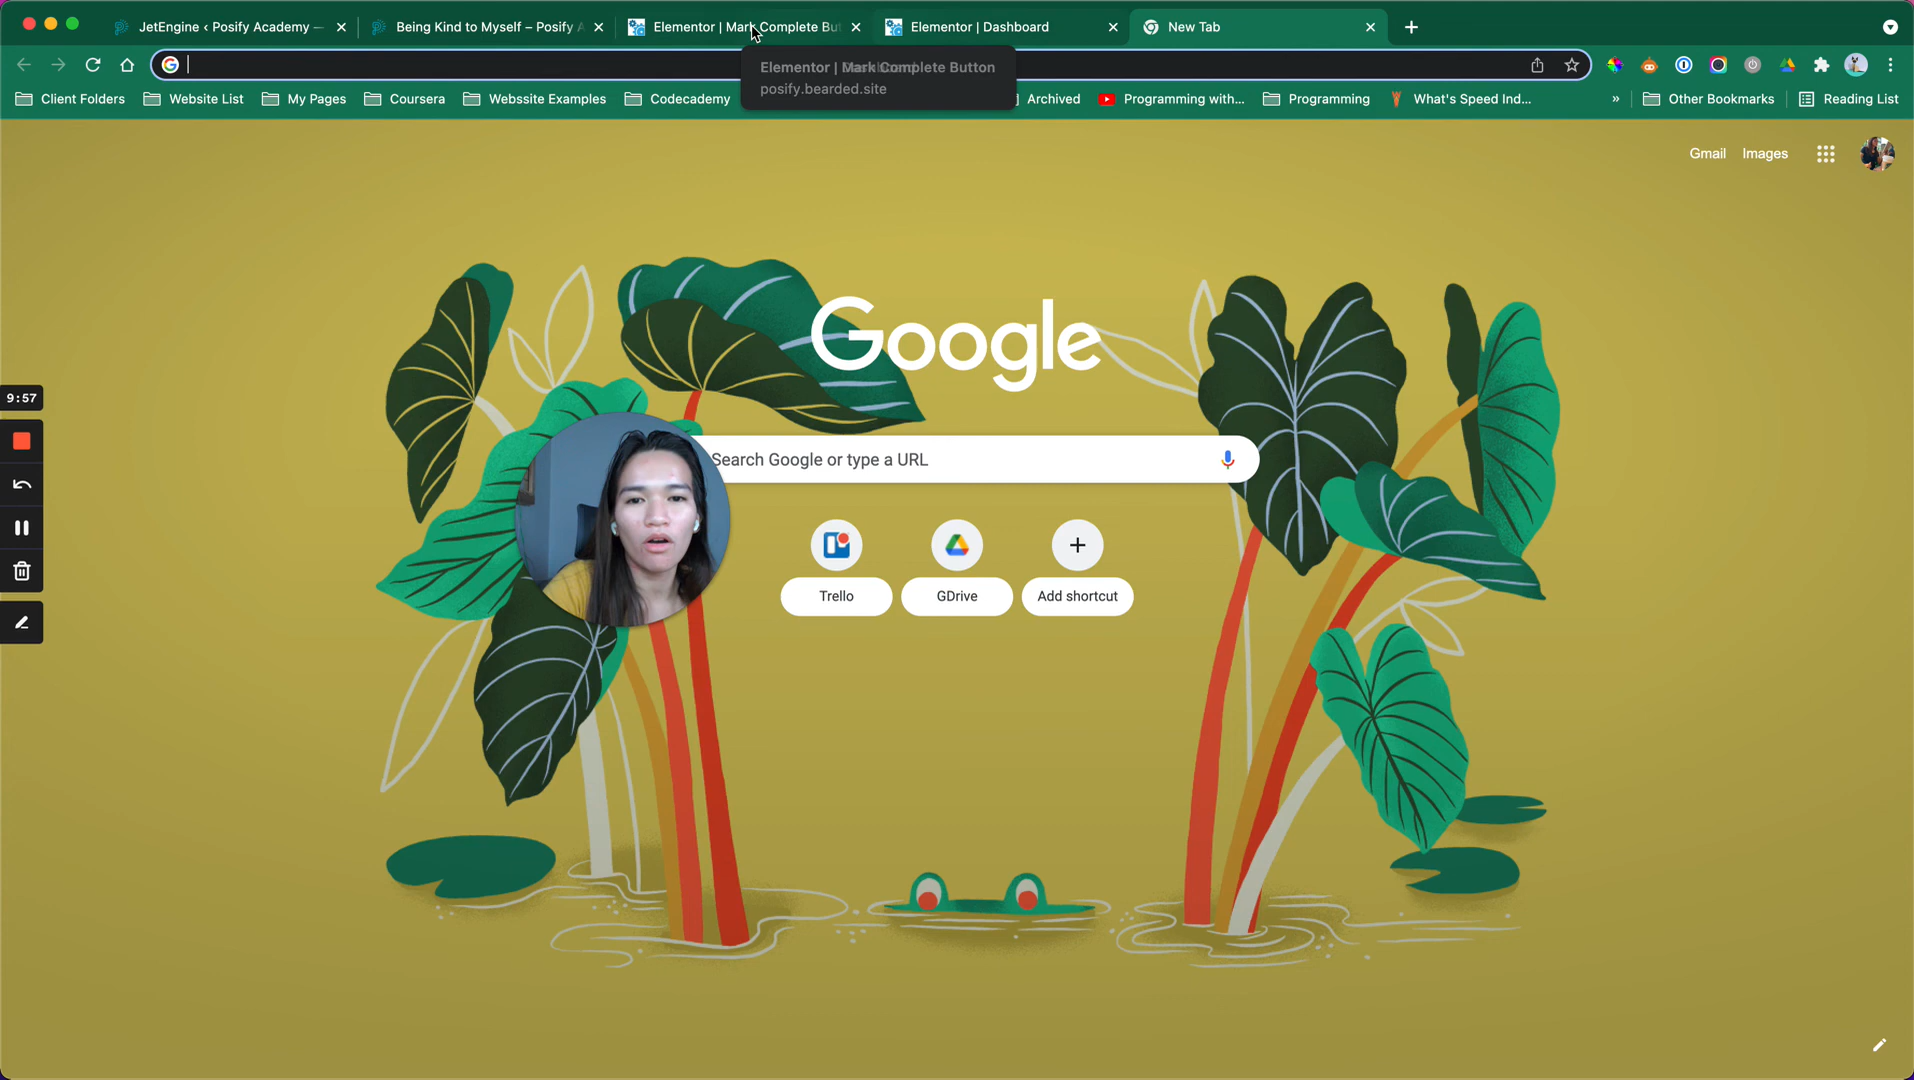 JetEngine ‹ Posify Academy —
Being Kind to Myself – Posify A
Elementor | Mark Complete But
Elementor | Dashboard
New Tab
Elementor | Mark Complete Button
posify.bearded.site
Client Folders
Website List
My Pages
Coursera
Webssite Examples
Codecademy
Archived
Programming with...
Programming
What's Speed Ind...
»
Other Bookmarks
Reading List
Gmail
Images
Google
9:57
Search Google or type a URL
Trello
GDrive
Add shortcut